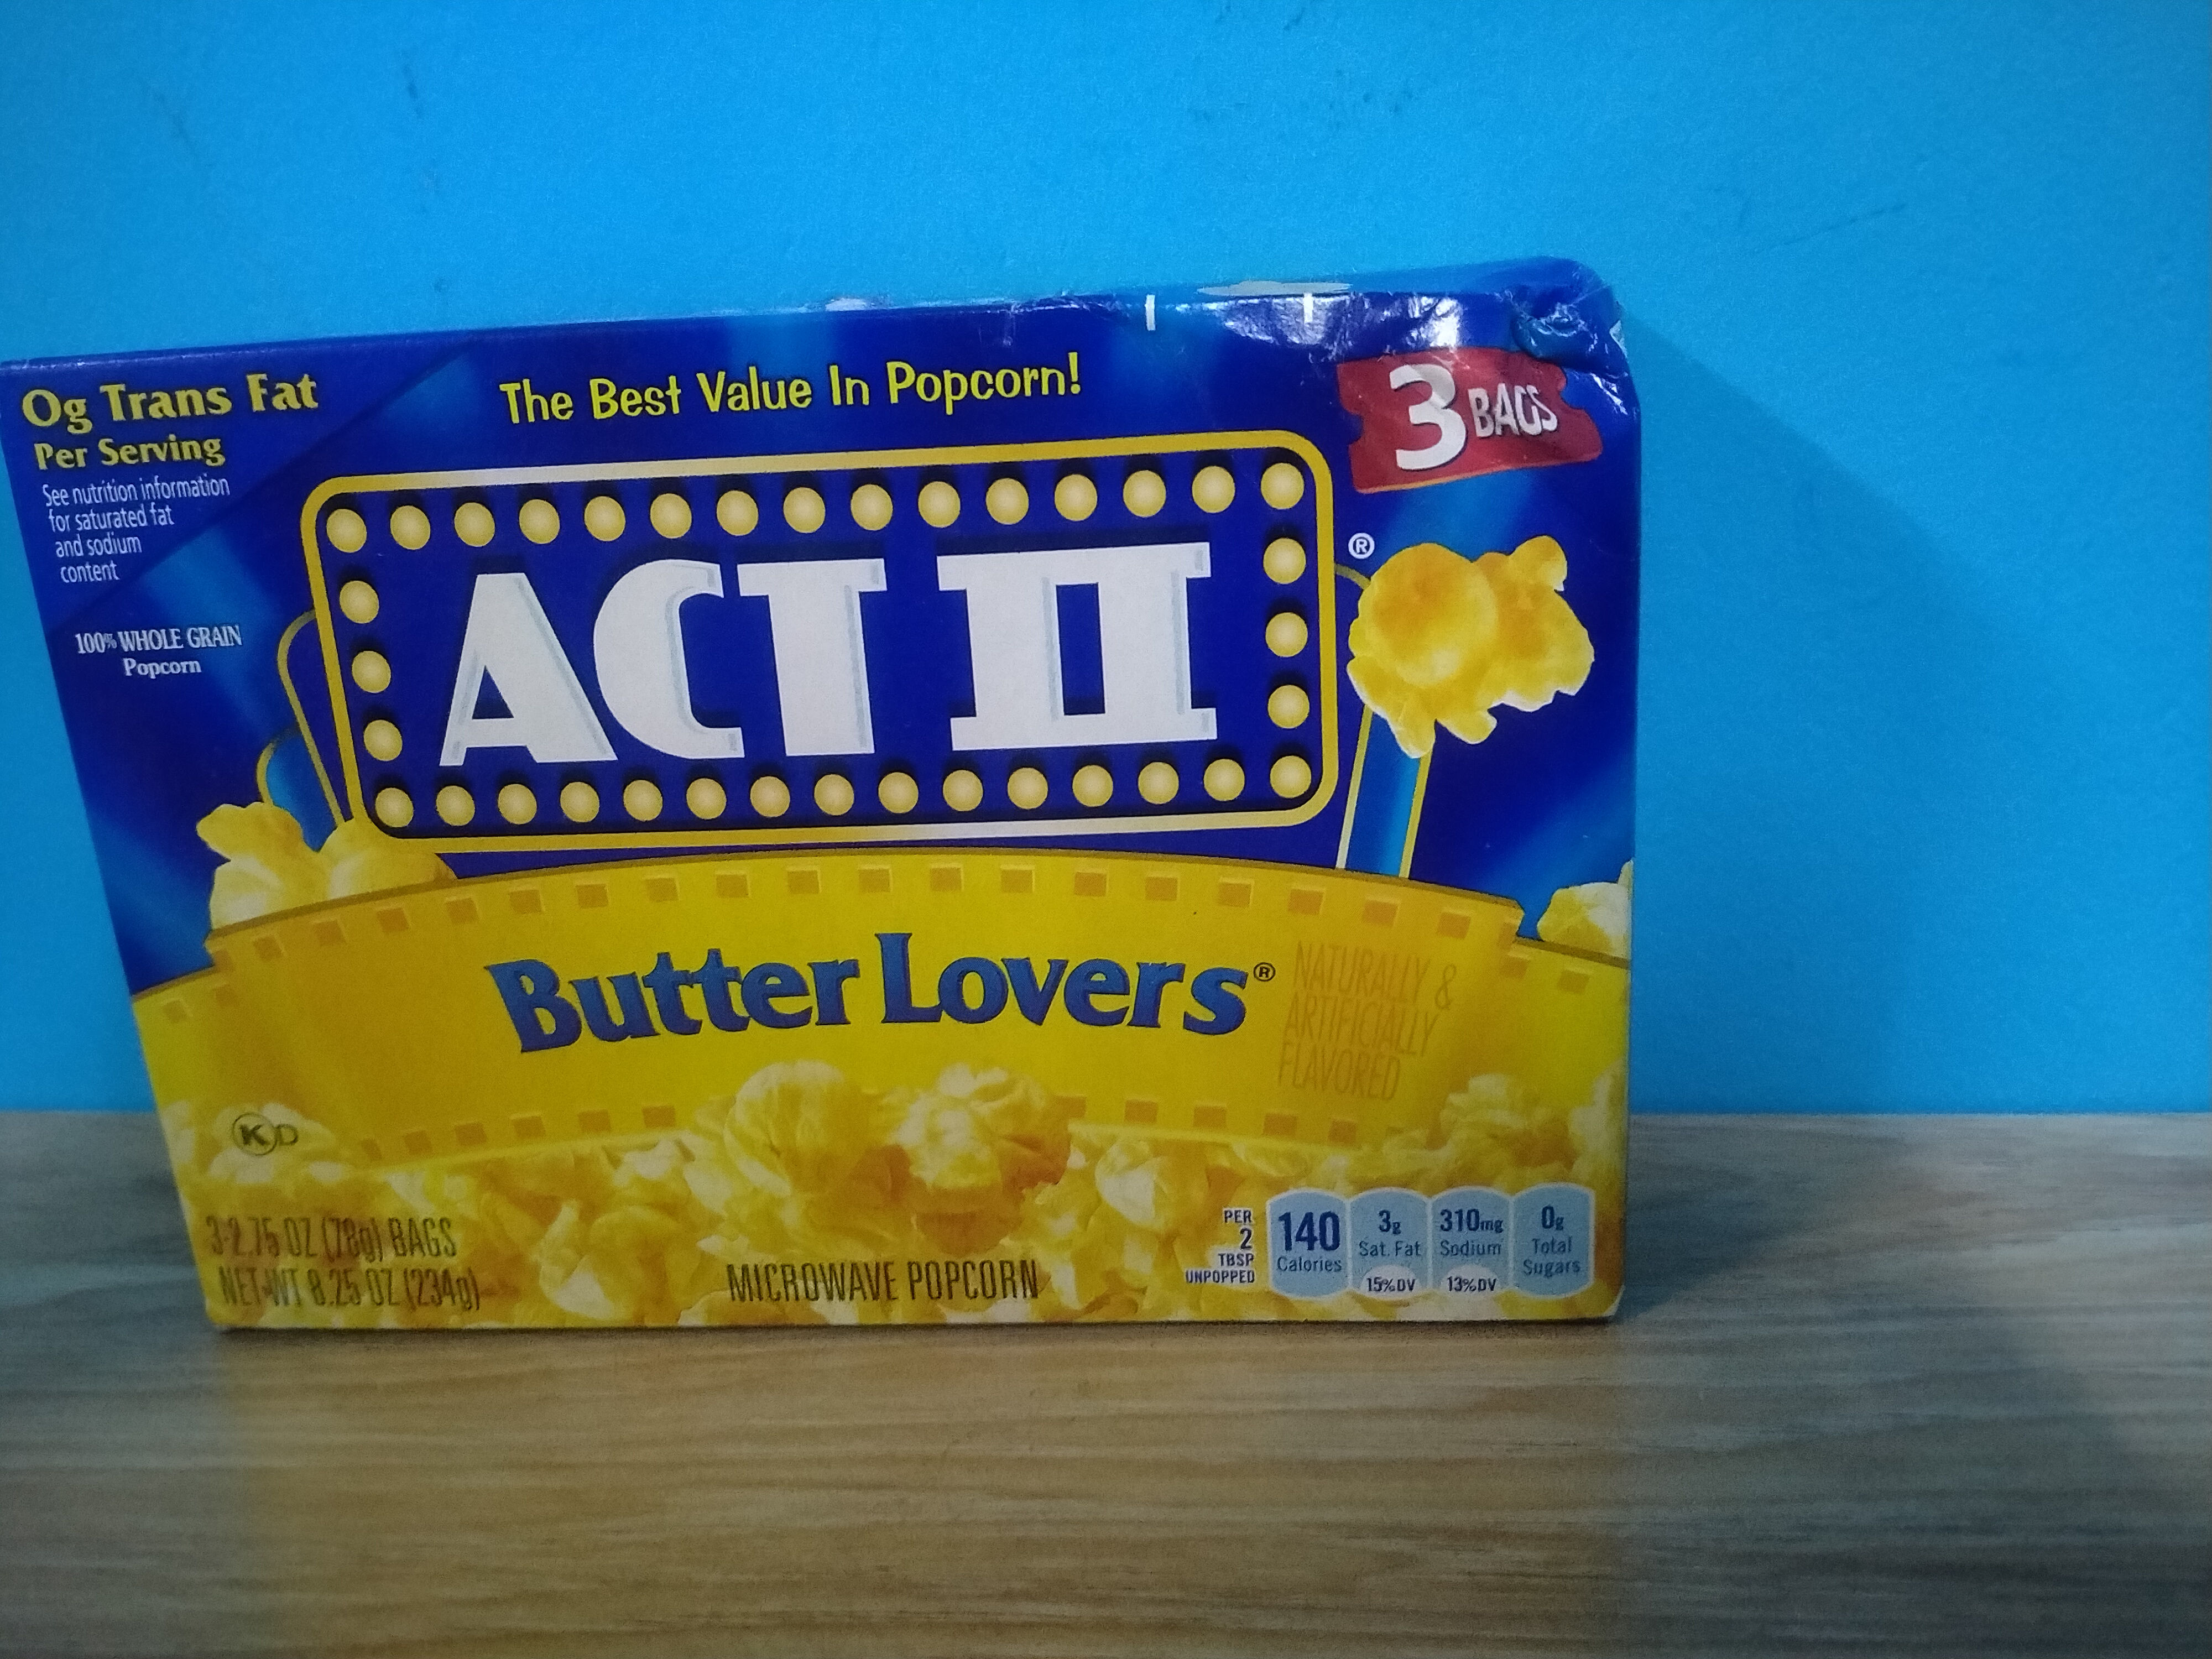 0g Trans Fat
Per Serving
See nutrition information
for saturated fat
and sodium
content
100% WHOLE GRAIN
Popcorn
The Best Value In Popcorn!
3 BAGS
ACT II®
Butter Lovers®
NATURALLY &
ARTIFICIALLY
FLAVORED
KD
3-2.75 OZ (78g) BAGS
NET WT 8.25 OZ (234g)
MICROWAVE POPCORN
PER
2
TBSP
UNPOPPED
140
Calories
3g
Sat. Fat
15% DV
310mg
Sodium
13% DV
0g
Total
Sugars